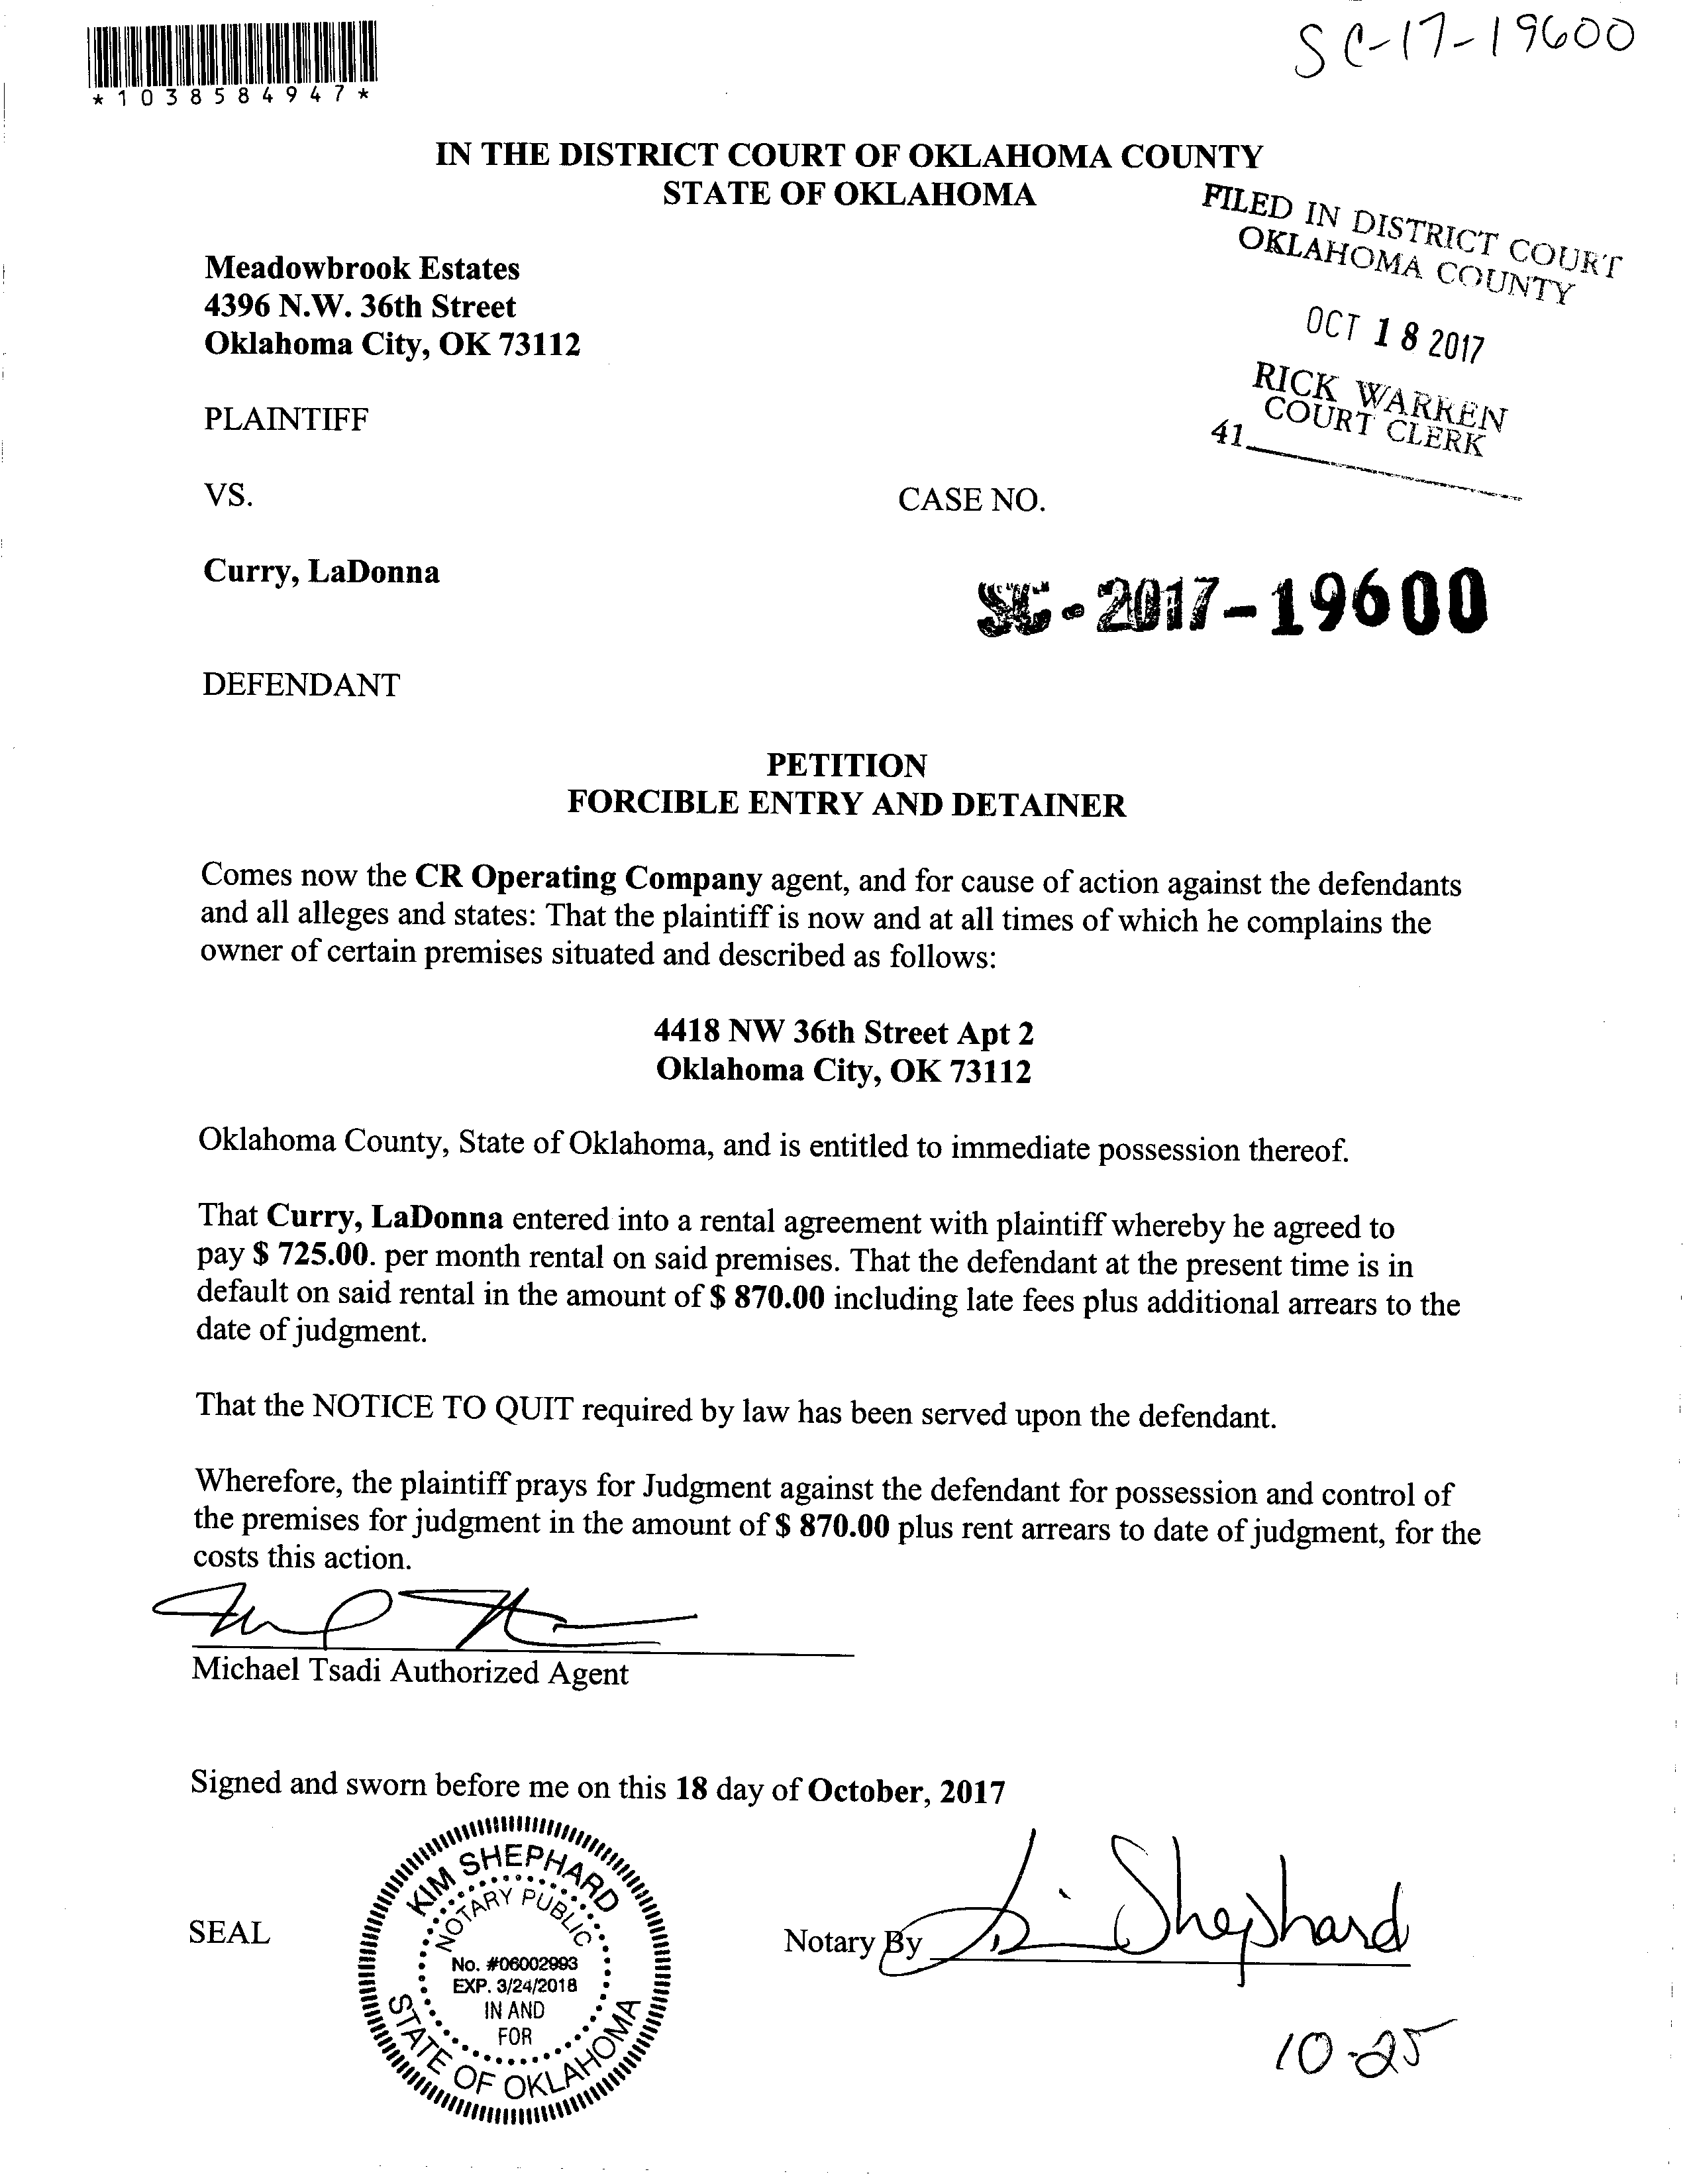 SC-17-19600
*1038584947*
IN THE DISTRICT COURT OF OKLAHOMA COUNTY
STATE OF OKLAHOMA
FILED IN DISTRICT COURT
OKLAHOMA COUNTY
OCT 18 2017
RICK WARREN
COURT CLERK
41
Meadowbrook Estates
4396 N.W. 36th Street
Oklahoma City, OK 73112
PLAINTIFF
VS.
CASE NO.
Curry, LaDonna
SC-2017-19600
DEFENDANT
PETITION
FORCIBLE ENTRY AND DETAINER
Comes now the CR Operating Company agent, and for cause of action against the defendants
and all alleges and states: That the plaintiff is now and at all times of which he complains the
owner of certain premises situated and described as follows:
4418 NW 36th Street Apt 2
Oklahoma City, OK 73112
Oklahoma County, State of Oklahoma, and is entitled to immediate possession thereof.
That Curry, LaDonna entered into a rental agreement with plaintiff whereby he agreed to
pay $ 725.00. per month rental on said premises. That the defendant at the present time is in
default on said rental in the amount of $ 870.00 including late fees plus additional arrears to the
date of judgment.
That the NOTICE TO QUIT required by law has been served upon the defendant.
Wherefore, the plaintiff prays for Judgment against the defendant for possession and control of
the premises for judgment in the amount of $ 870.00 plus rent arrears to date of judgment, for the
costs this action.
Michael Tsadi Authorized Agent
Signed and sworn before me on this 18 day of October, 2017
SEAL
KIM SHEPHARD
NOTARY PUBLIC
No. #06002993
EXP. 3/24/2018
IN AND
FOR
STATE OF OKLAHOMA
Notary By Kim Shephard
10-25